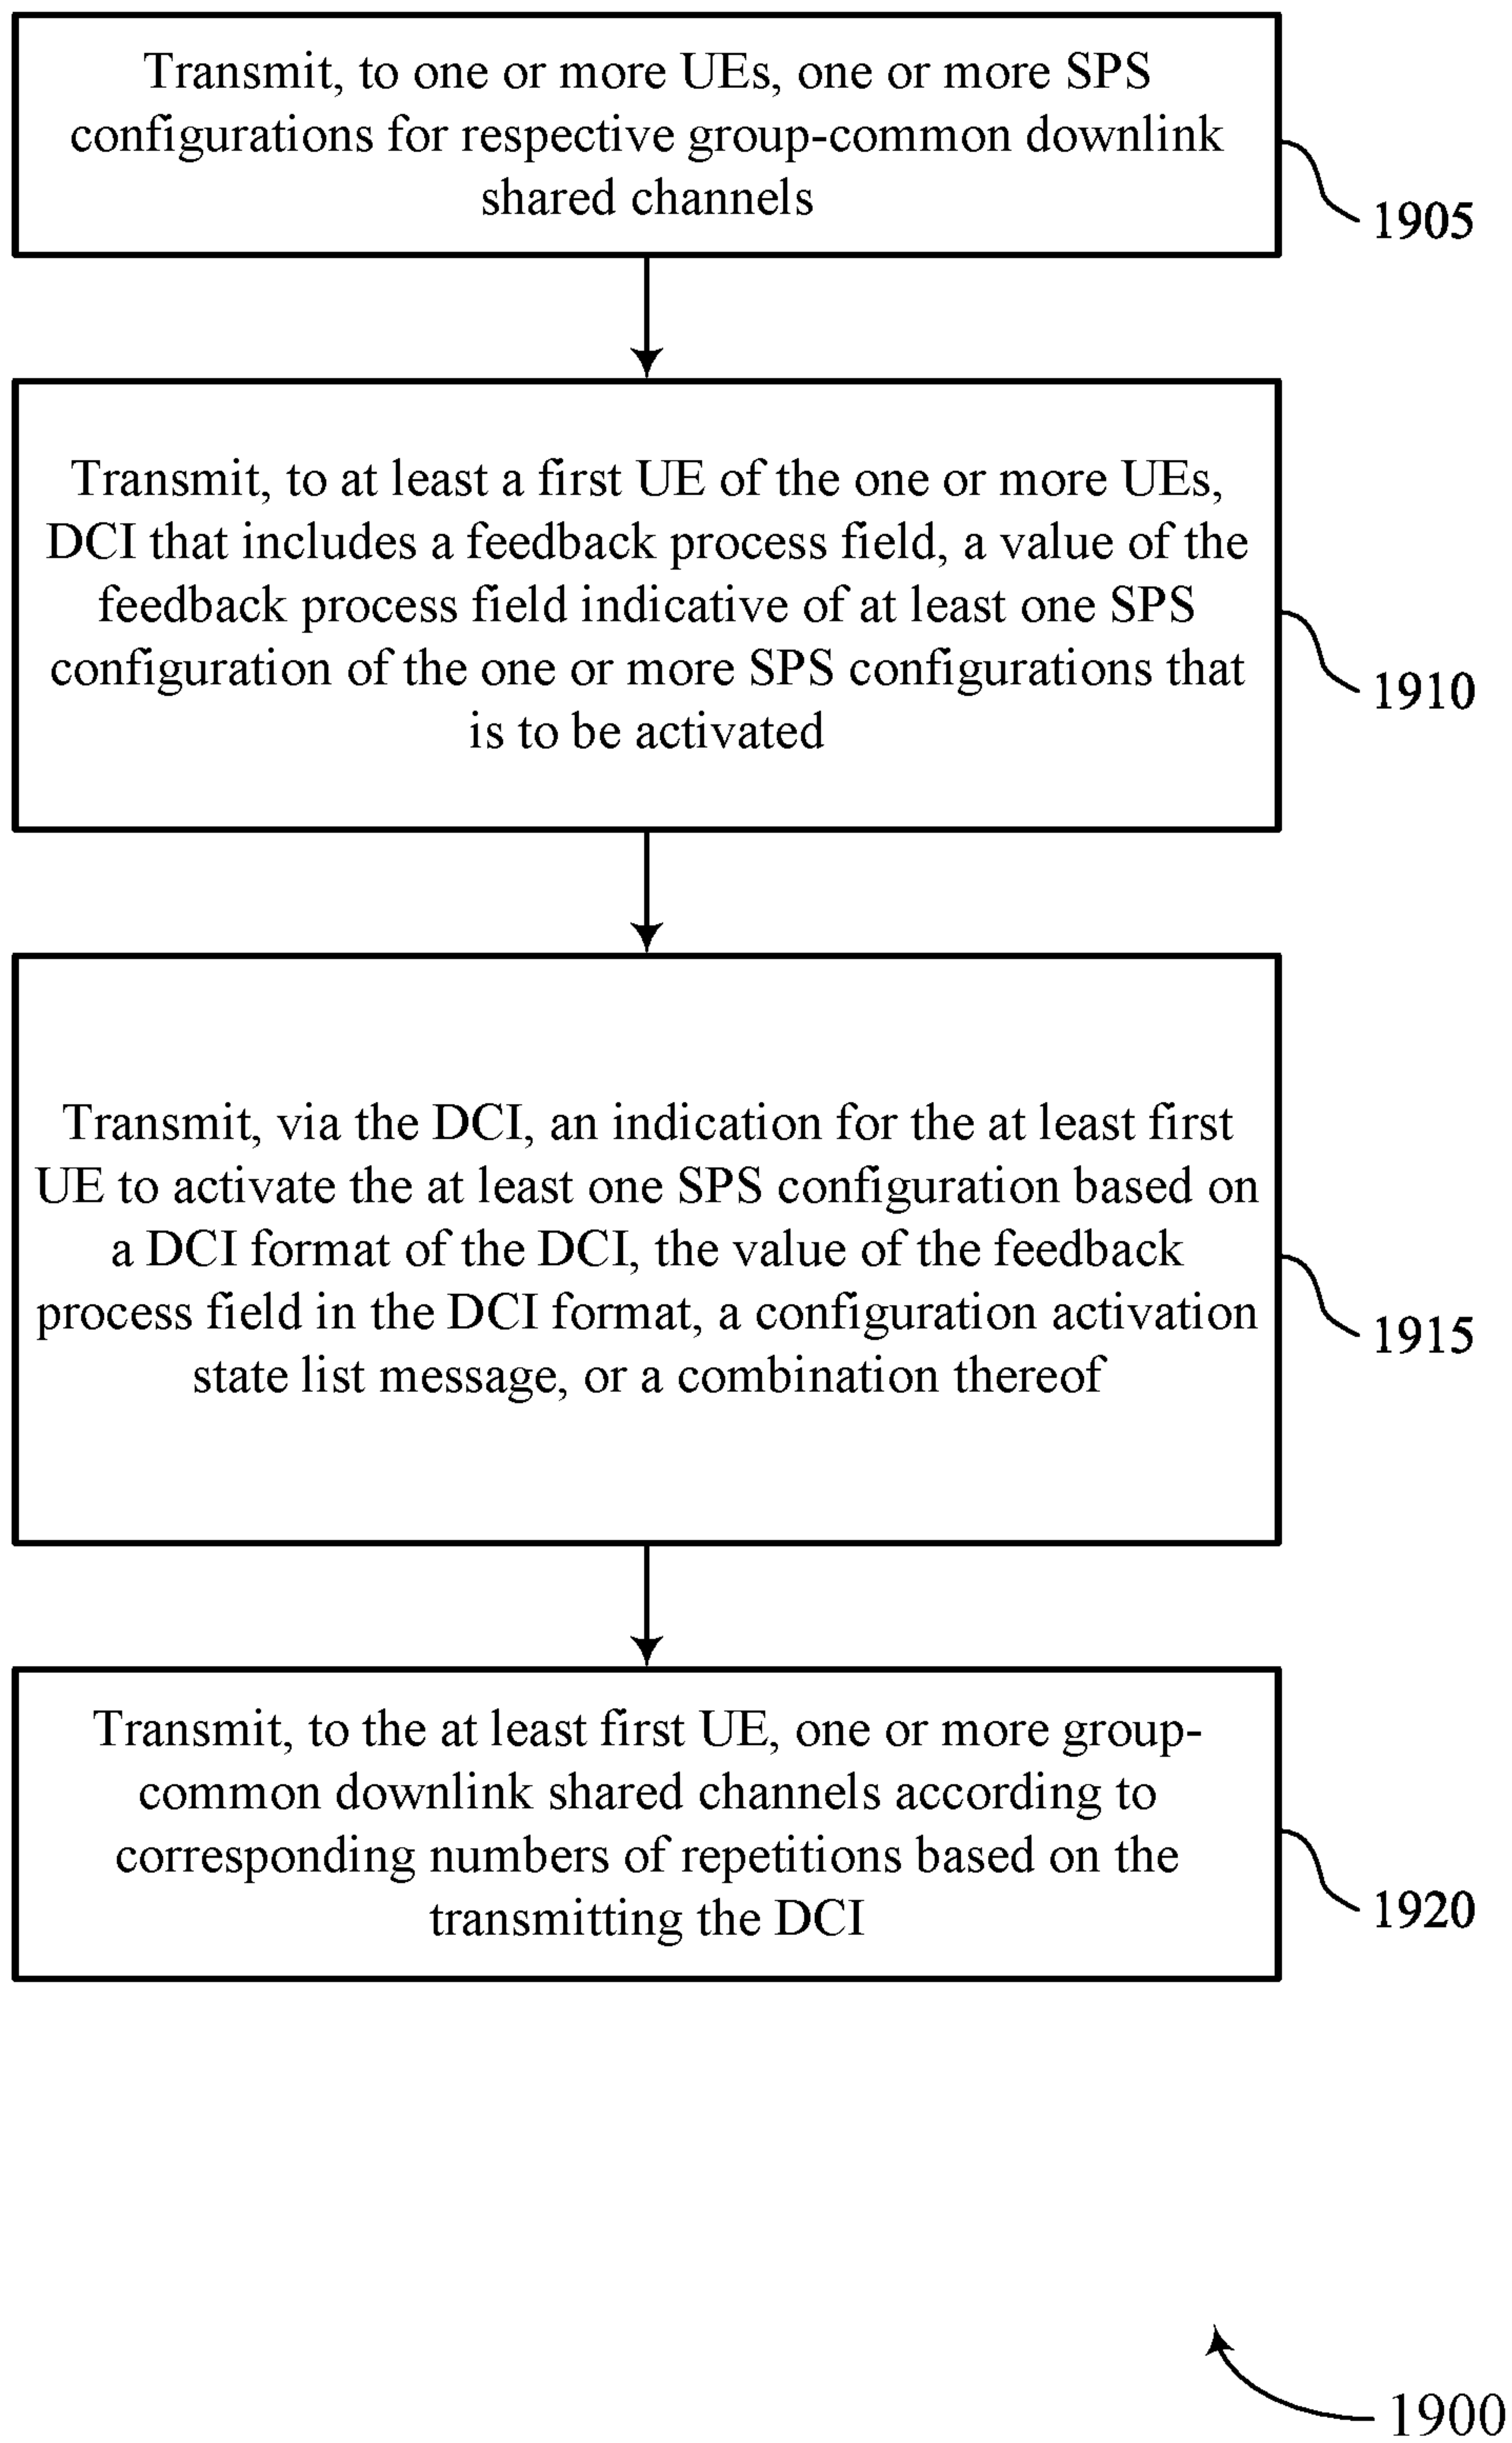 Transmit, to one or more UEs, one or more SPS
configurations for respective group-common downlink
shared channels
1905
Transmit, to at least a first UE of the one or more UEs,
DCI that includes a feedback process field, a value of the
feedback process field indicative of at least one SPS
configuration of the one or more SPS configurations that
is to be activated
1910
Transmit, via the DCI, an indication for the at least first
UE to activate the at least one SPS configuration based on
a DCI format of the DCI, the value of the feedback
process field in the DCI format, a configuration activation
state list message, or a combination thereof
1915
Transmit, to the at least first UE, one or more group-
common downlink shared channels according to
corresponding numbers of repetitions based on the
transmitting the DCI
1920
1900